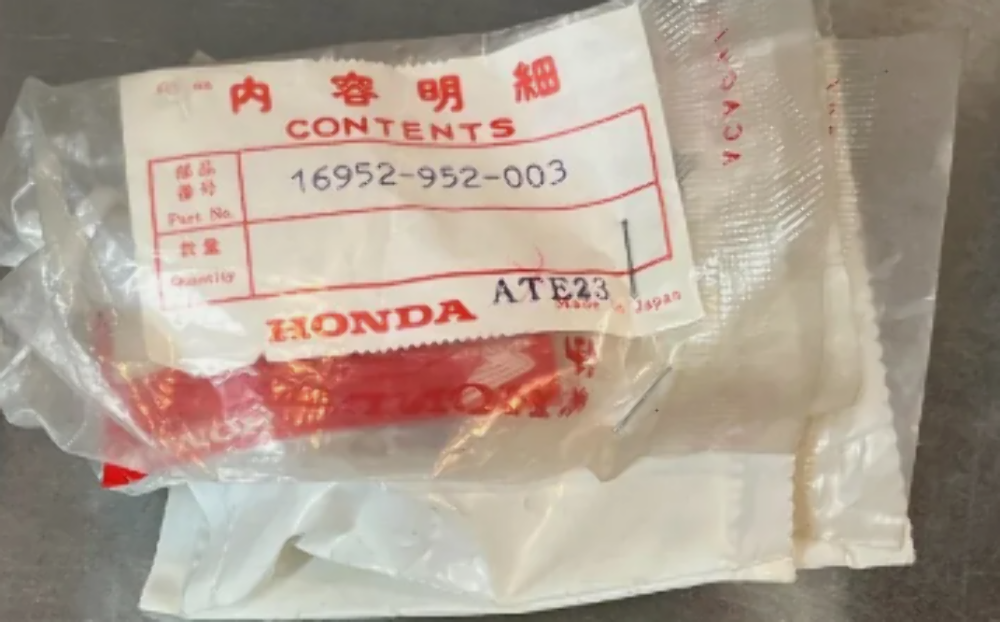 内容明細
CONTENTS
部品
番号
Part No.
16952-952-003
数量
Quantity
ATE23
HONDA
Made in Japan